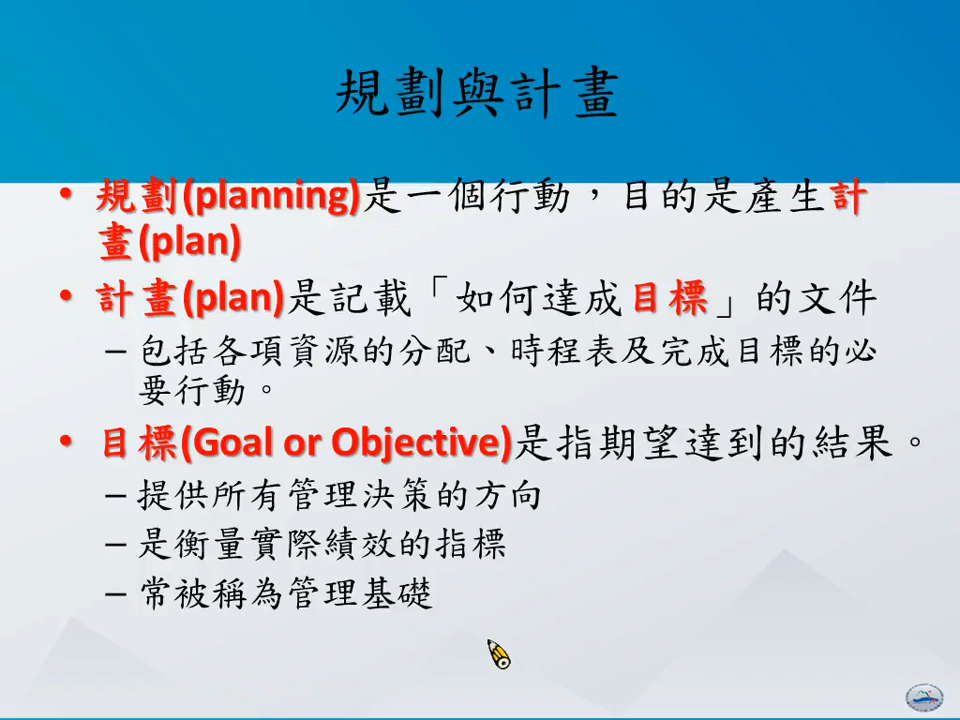 規劃與計畫
• 規劃(planning)是一個行動，目的是產生計
畫(plan)
• 計畫(plan)是記載「如何達成目標」的文件
– 包括各項資源的分配、時程表及完成目標的必
要行動。
• 目標(Goal or Objective)是指期望達到的結果。
– 提供所有管理決策的方向
– 是衡量實際績效的指標
– 常被稱為管理基礎